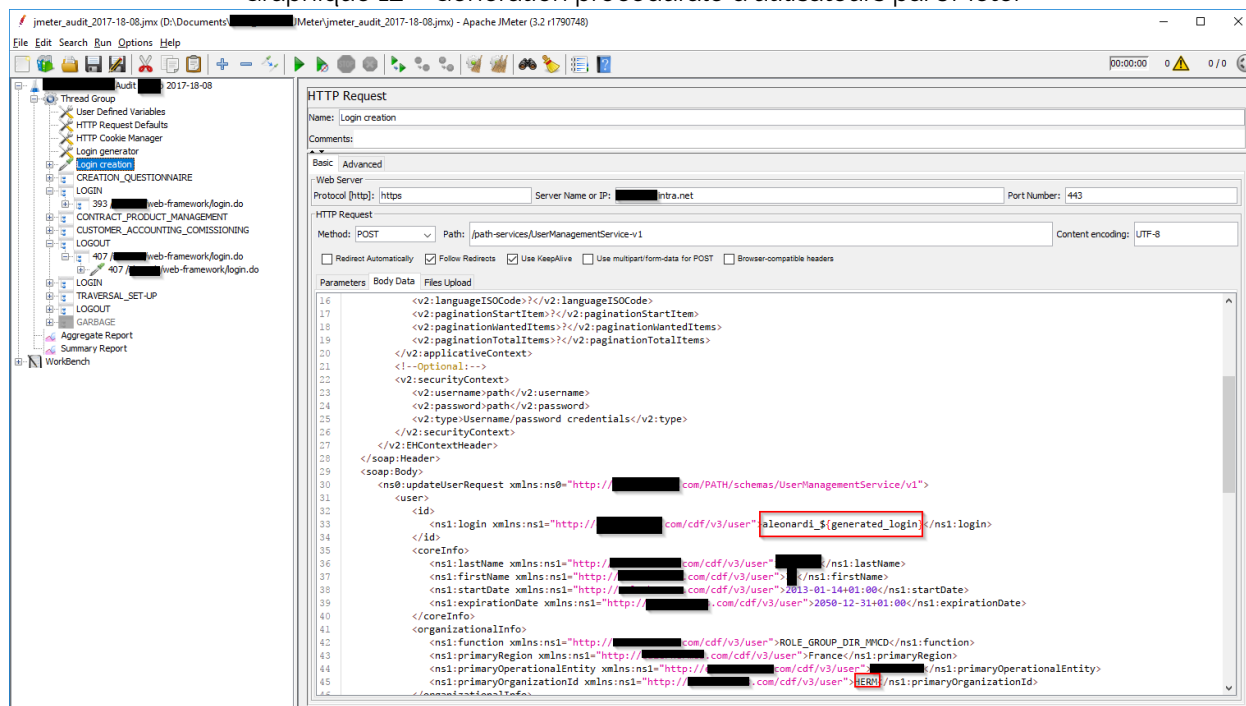 jmeter_audit_2017-18-08.jmx (D:\Documents\ JMeter\jmeter_audit_2017-18-08.jmx) - Apache JMeter (3.2 r1790748)
File Edit Search Run Options Help
00:00:00 0 0 / 0
Audit 2017-18-08
Thread Group
User Defined Variables
HTTP Request Defaults
HTTP Cookie Manager
Login generator
Login creation
CREATION_QUESTIONNAIRE
LOGIN
393 / web-framework/login.do
CONTRACT_PRODUCT_MANAGEMENT
CUSTOMER_ACCOUNTING_COMISSIONING
LOGOUT
407 / web-framework/login.do
407 / web-framework/login.do
LOGIN
TRAVERSAL_SET-UP
LOGOUT
GARBAGE
Aggregate Report
Summary Report
WorkBench
HTTP Request
Name: Login creation
Comments:
Basic Advanced
Web Server
Protocol [http]: https Server Name or IP: intra.net Port Number: 443
HTTP Request
Method: POST Path: /path-services/UserManagementService-v1 Content encoding: UTF-8
Redirect Automatically Follow Redirects Use KeepAlive Use multipart/form-data for POST Browser-compatible headers
Parameters Body Data Files Upload
16 <v2:languageISOCode>?</v2:languageISOCode>
17 <v2:paginationStartItem>?</v2:paginationStartItem>
18 <v2:paginationWantedItems>?</v2:paginationWantedItems>
19 <v2:paginationTotalItems>?</v2:paginationTotalItems>
20 </v2:applicativeContext>
21 <!--Optional:-->
22 <v2:securityContext>
23 <v2:username>path</v2:username>
24 <v2:password>path</v2:password>
25 <v2:type>Username/password credentials</v2:type>
26 </v2:securityContext>
27 </v2:EHContextHeader>
28 </soap:Header>
29 <soap:Body>
30 <ns0:updateUserRequest xmlns:ns0="http:// com/PATH/schemas/UserManagementService/v1">
31 <user>
32 <id>
33 <ns1:login xmlns:ns1="http:// com/cdf/v3/user">aleonardi_${generated_login}</ns1:login>
34 </id>
35 <coreInfo>
36 <ns1:lastName xmlns:ns1="http:/ com/cdf/v3/user" </ns1:lastName>
37 <ns1:firstName xmlns:ns1="http:/ com/cdf/v3/user"> </ns1:firstName>
38 <ns1:startDate xmlns:ns1="http:// .com/cdf/v3/user">2013-01-14+01:00</ns1:startDate>
39 <ns1:expirationDate xmlns:ns1="http:// .com/cdf/v3/user">2050-12-31+01:00</ns1:expirationDate>
40 </coreInfo>
41 <organizationalInfo>
42 <ns1:function xmlns:ns1="http:// com/cdf/v3/user">ROLE_GROUP_DIR_MMCD</ns1:function>
43 <ns1:primaryRegion xmlns:ns1="http:/ .com/cdf/v3/user">France</ns1:primaryRegion>
44 <ns1:primaryOperationalEntity xmlns:ns1="http:// com/cdf/v3/user"> </ns1:primaryOperationalEntity>
45 <ns1:primaryOrganizationId xmlns:ns1="http:// .com/cdf/v3/user">HERM</ns1:primaryOrganizationId>